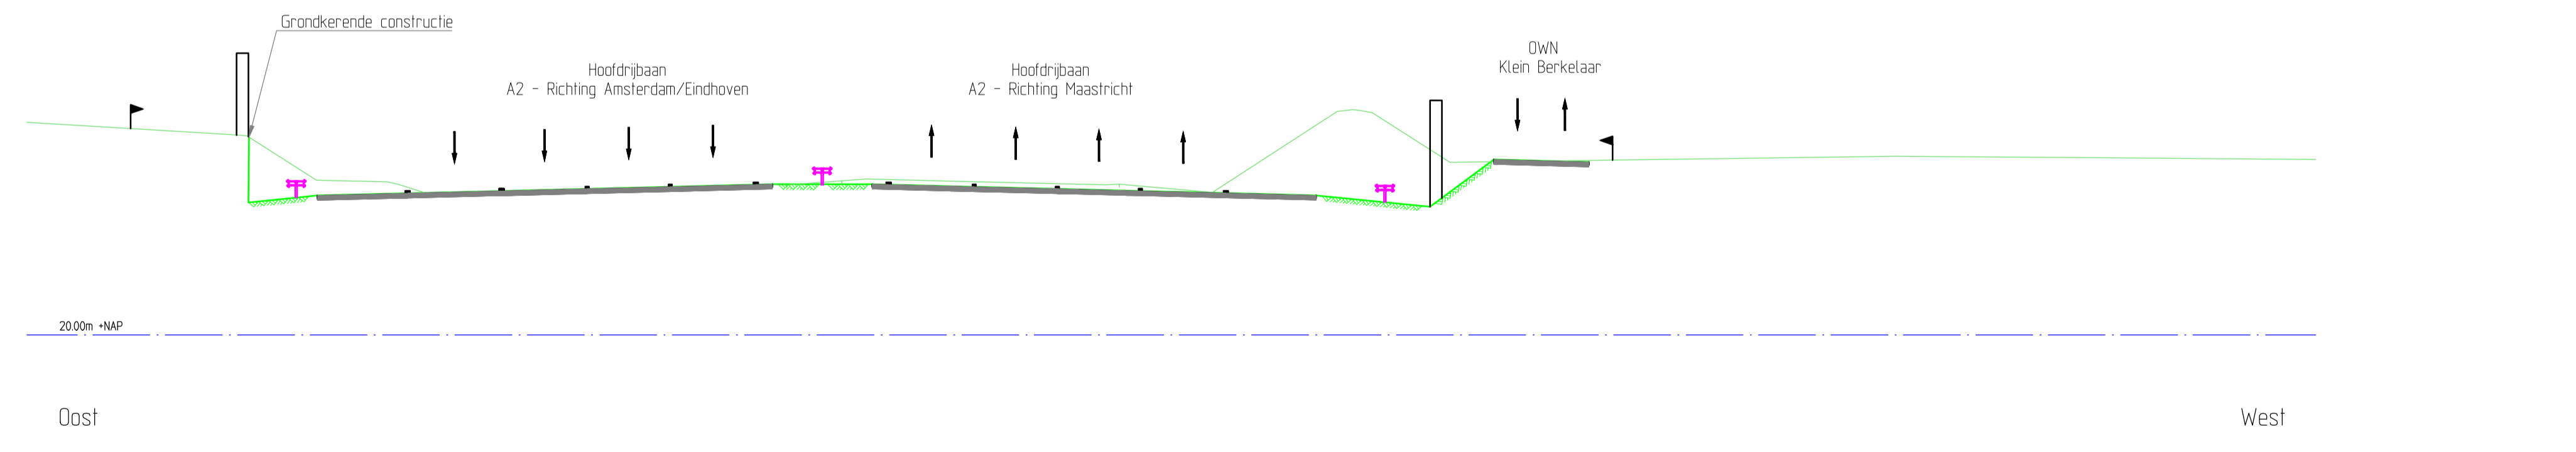 Grondkerende constructie
Hoofdrijbaan
A2 - Richting Amsterdam/Eindhoven
Hoofdrijbaan
A2 - Richting Maastricht
OWN
Klein Berkelaar
20.00m +NAP
Oost
West